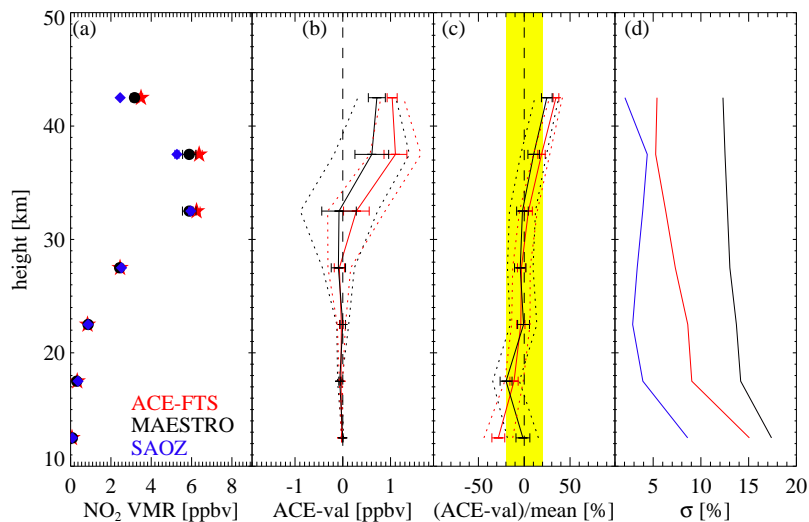 50
40
30
20
10
height [km]
(a)
ACE-FTS
MAESTRO
SAOZ
0 2 4 6 8
NO₂ VMR [ppbv]
(b)
-1 0 1
ACE-val [ppbv]
(c)
-50 0 50
(ACE-val)/mean [%]
(d)
5 10 15 20
σ [%]